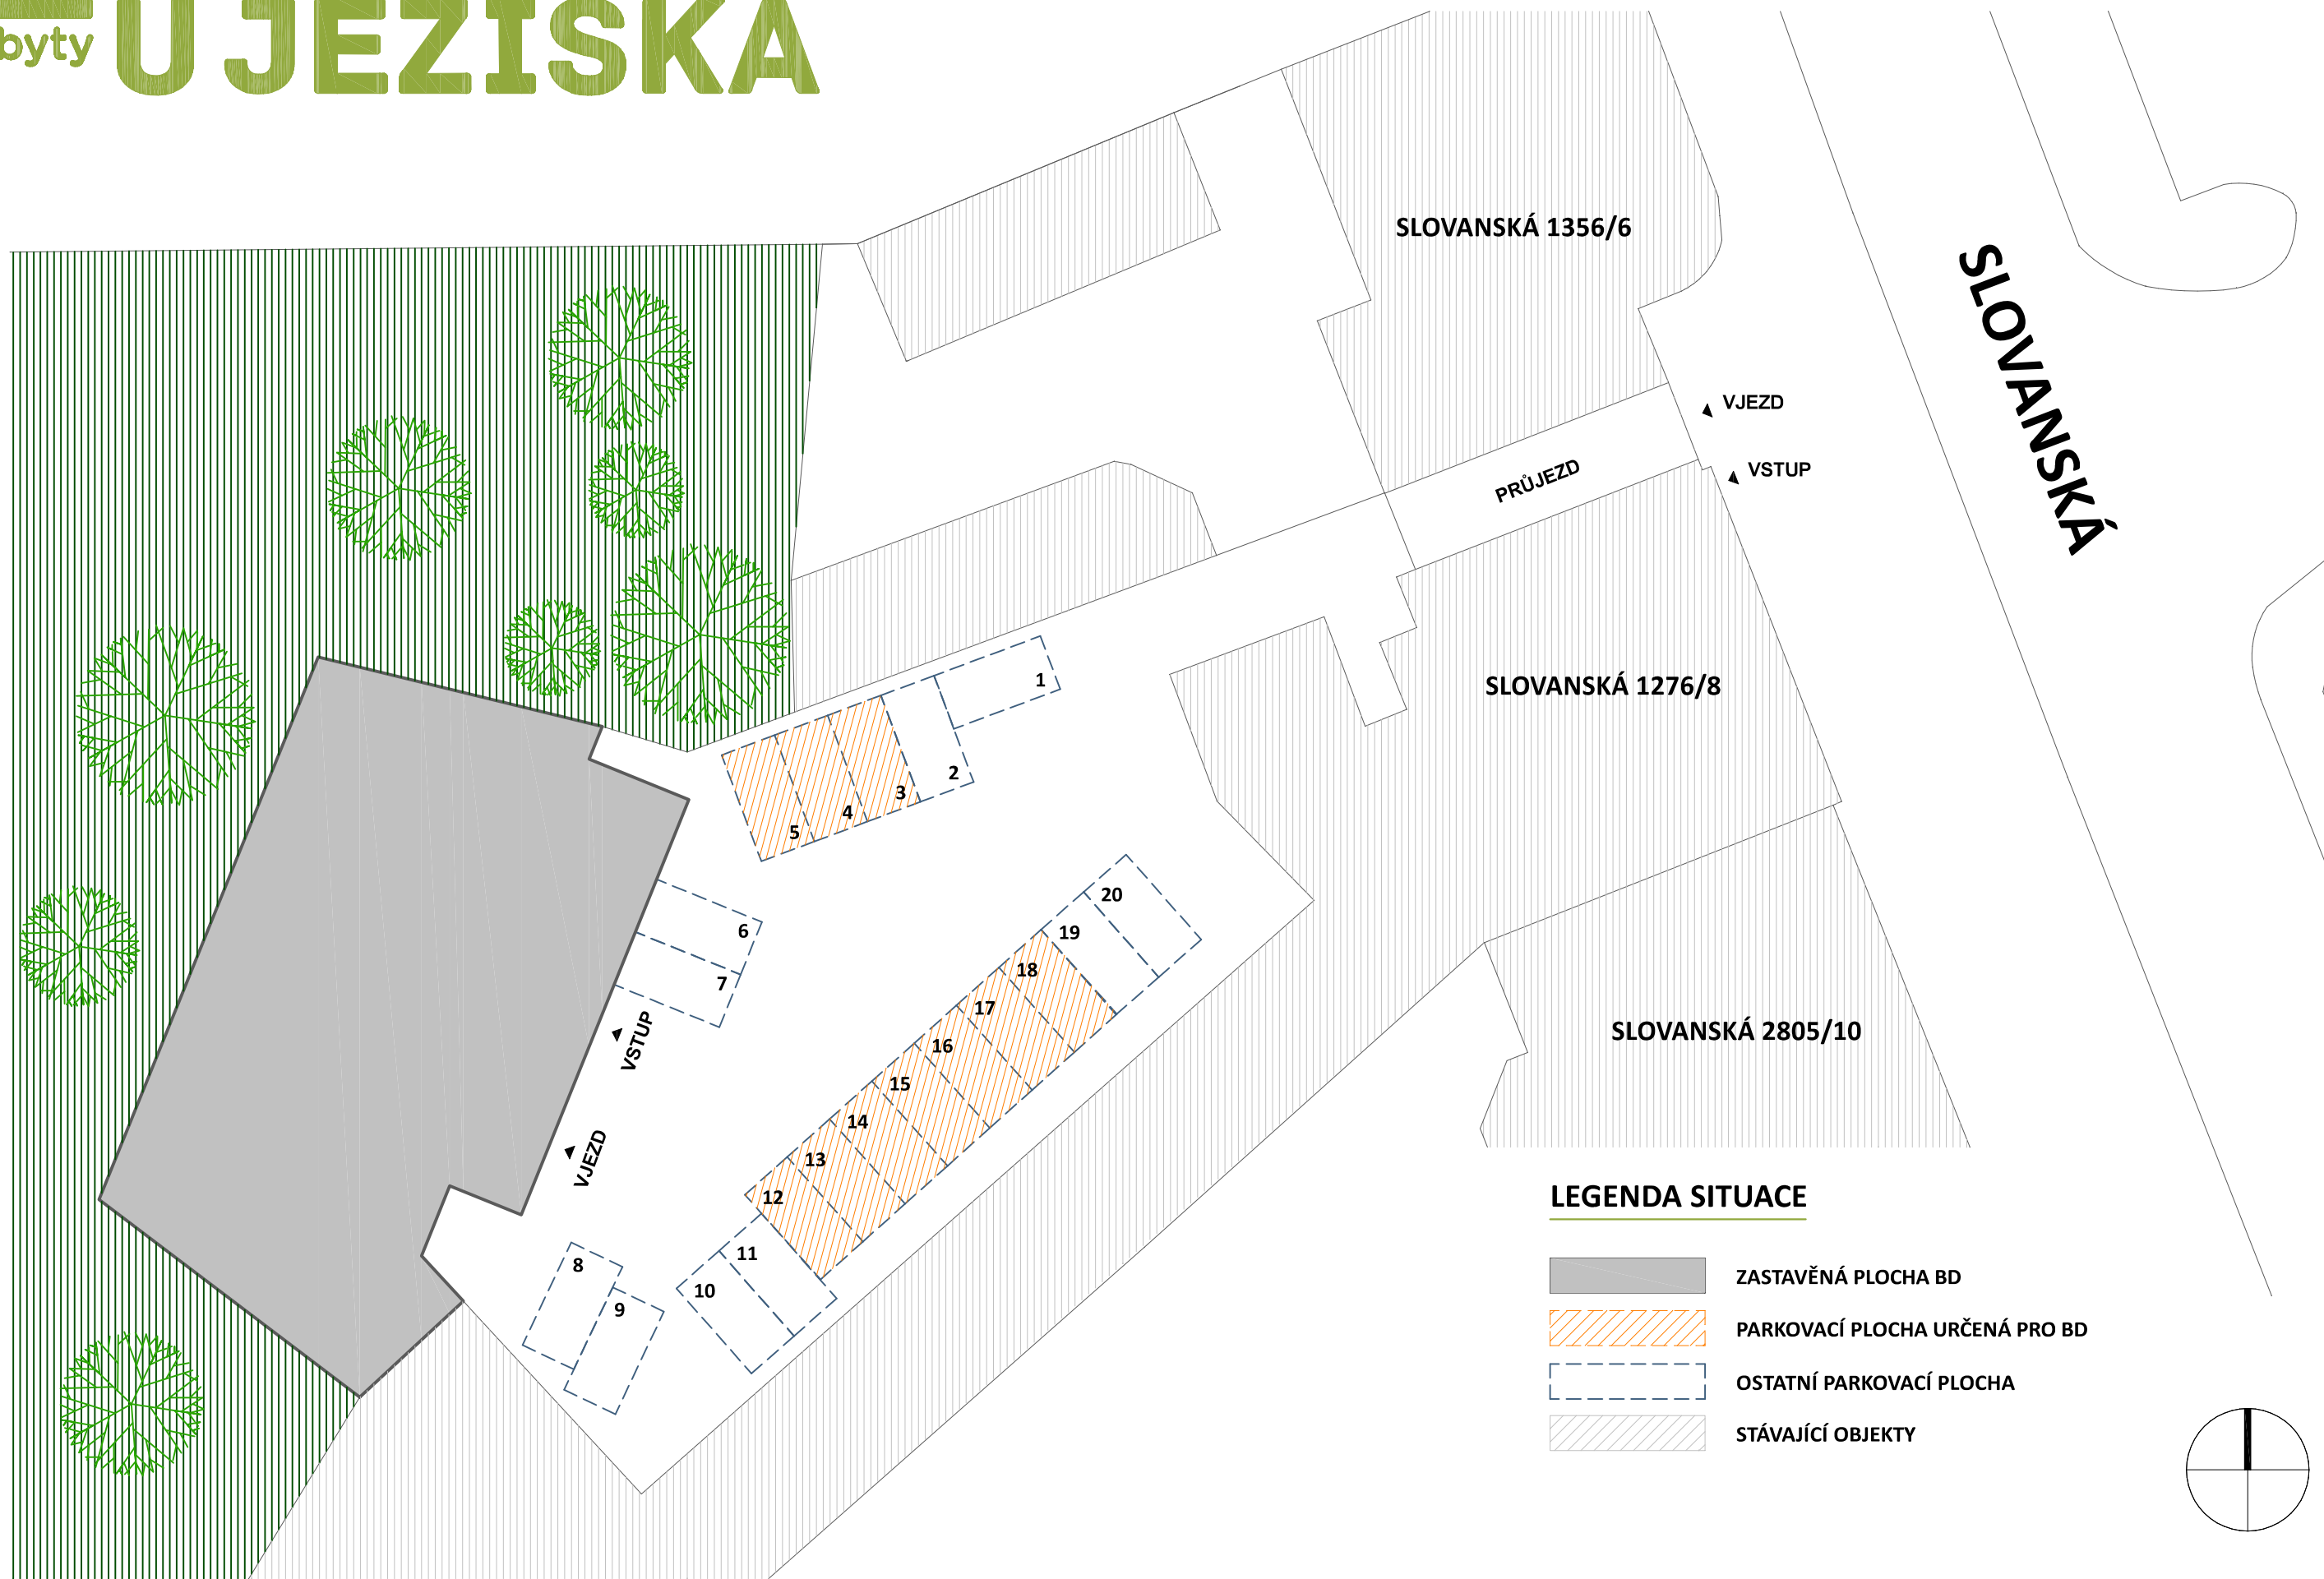 byty U JEZISKA
SLOVANSKÁ 1356/6
SLOVANSKÁ
VJEZD
VSTUP
PRŮJEZD
SLOVANSKÁ 1276/8
1
2
3
4
5
6
7
VSTUP
VJEZD
20
19
18
17
16
15
14
13
12
11
10
8
9
SLOVANSKÁ 2805/10
LEGENDA SITUACE
ZASTAVĚNÁ PLOCHA BD
PARKOVACÍ PLOCHA URČENÁ PRO BD
OSTATNÍ PARKOVACÍ PLOCHA
STÁVAJÍCÍ OBJEKTY